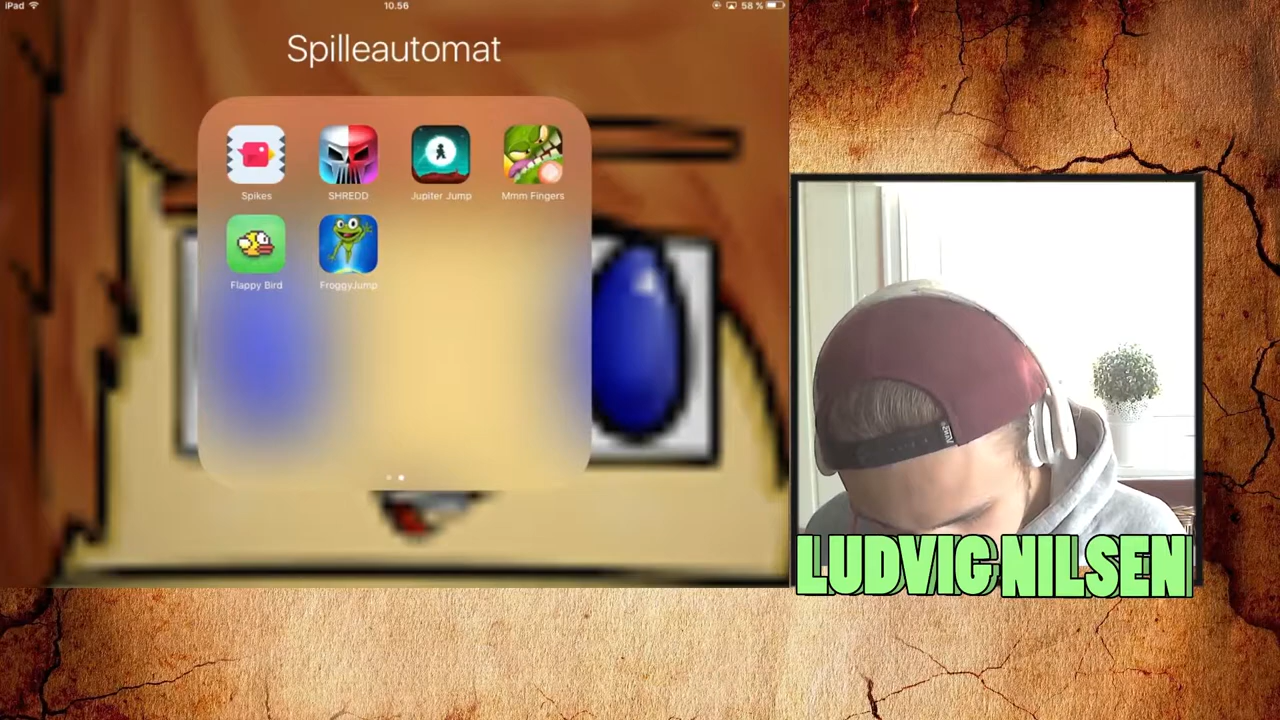 iPad 10.56 58 %
Spilleautomat
Spikes SHREDD Jupiter Jump Mmm Fingers
Flappy Bird FroggyJump
LUDVIG NILSEN